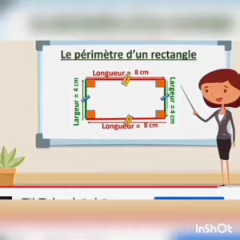 Le périmètre d'un rectangle
Longueur = 8 cm
Largeur = 4 cm
Largeur = 4 cm
Longueur = 8 cm
InShOt